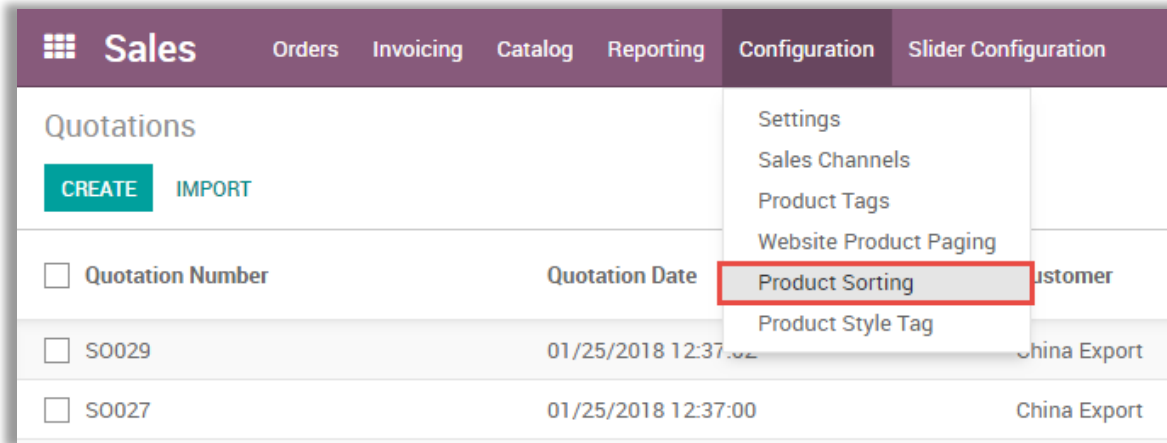 Sales Orders Invoicing Catalog Reporting Configuration Slider Configuration
Quotations
Settings
Sales Channels
CREATE IMPORT
Product Tags
Website Product Paging
Quotation Number Quotation Date
Product Sorting
ustomer
Product Style Tag
SO029 01/25/2018 12:37:02 China Export
SO027 01/25/2018 12:37:00 China Export